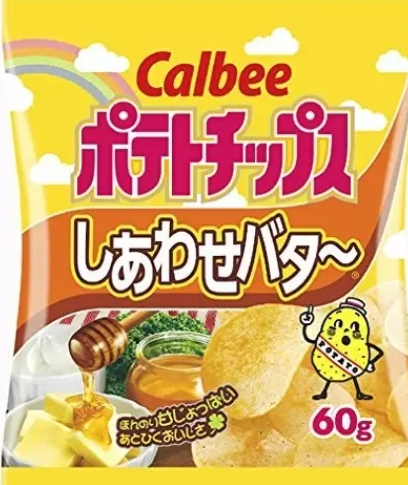 Calbee
ポテトチップス
しあわせバタ〜
®
POTATO
ほんのり甘じょっぱい
あとひくおいしさ
60g